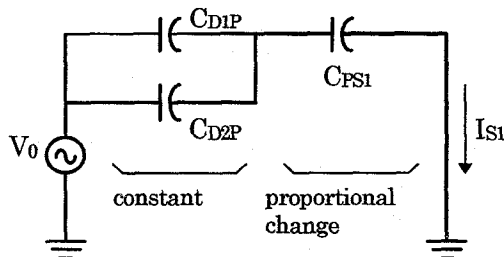 CD1P
CPS1
CD2P
V0
IS1
constant
proportional
change